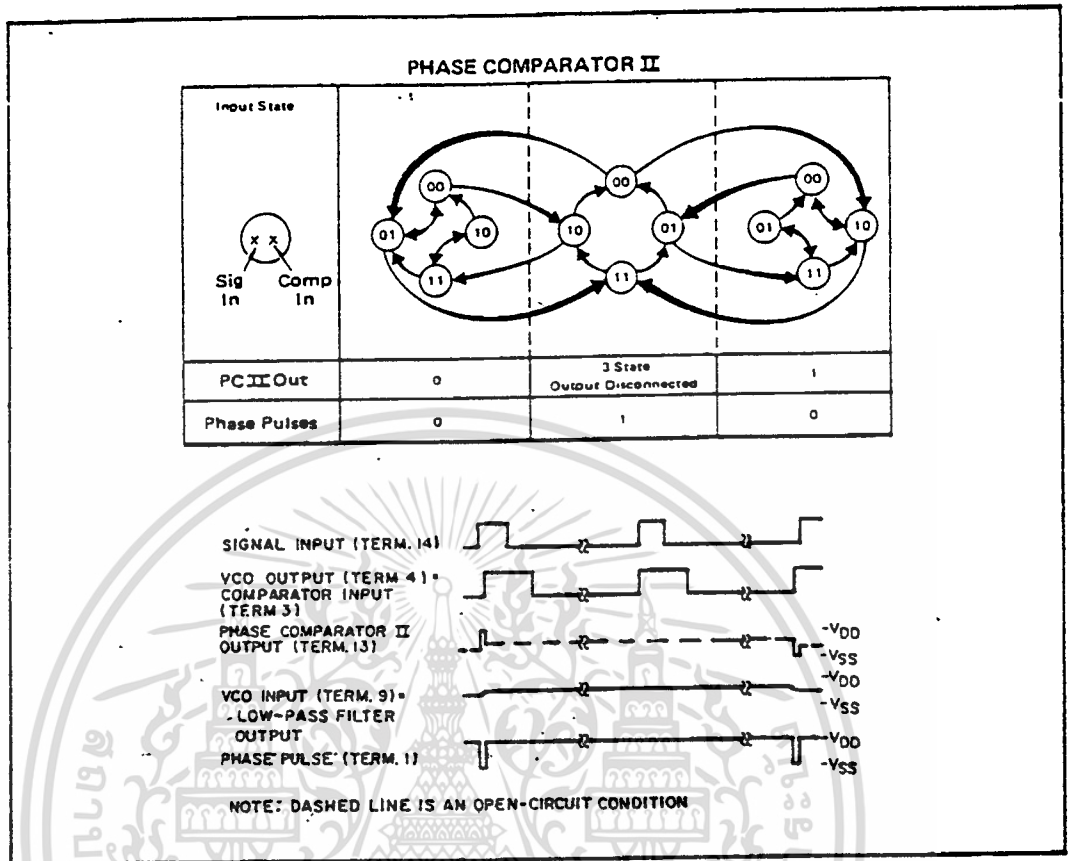 PHASE COMPARATOR II
Input State
x x
Sig In
Comp In
00
01
10
11
10
00
01
11
00
01
10
11
PC II Out
0
3 State
Output Disconnected
1
Phase Pulses
0
1
0
SIGNAL INPUT (TERM. 14)
VCO OUTPUT (TERM 4) =
COMPARATOR INPUT
(TERM 3)
PHASE COMPARATOR II
OUTPUT (TERM. 13)
-VDD
-VSS
VCO INPUT (TERM. 9) =
-LOW-PASS FILTER
OUTPUT
-VDD
-VSS
PHASE PULSE (TERM. 1)
-VDD
-VSS
NOTE: DASHED LINE IS AN OPEN-CIRCUIT CONDITION